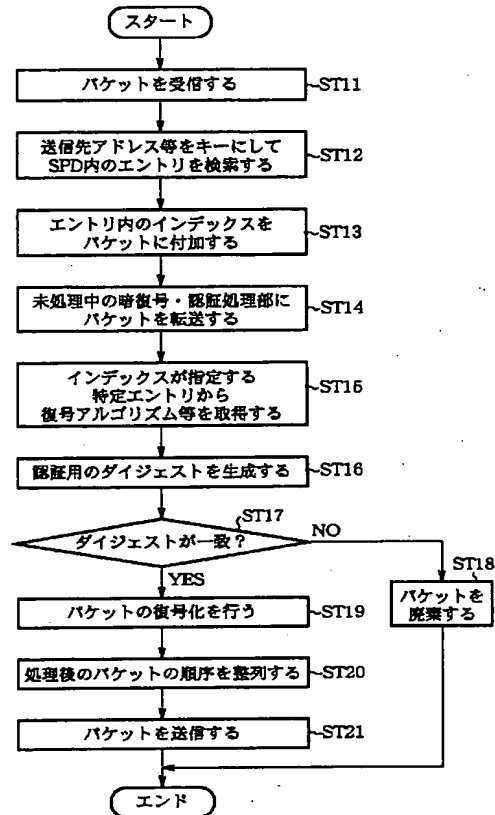 スタート
パケットを受信する
ST11
送信先アドレス等をキーにして
SPD内のエントリを検索する
ST12
エントリ内のインデックスを
パケットに付加する
ST13
未処理中の暗復号・認証処理部に
パケットを転送する
ST14
インデックスが指定する
特定エントリから
復号アルゴリズム等を取得する
ST15
認証用のダイジェストを生成する
ST16
ST17
ダイジェストが一致?
NO
YES
ST18
パケットを
廃棄する
パケットの復号化を行う
ST19
処理後のパケットの順序を整列する
ST20
パケットを送信する
ST21
エンド